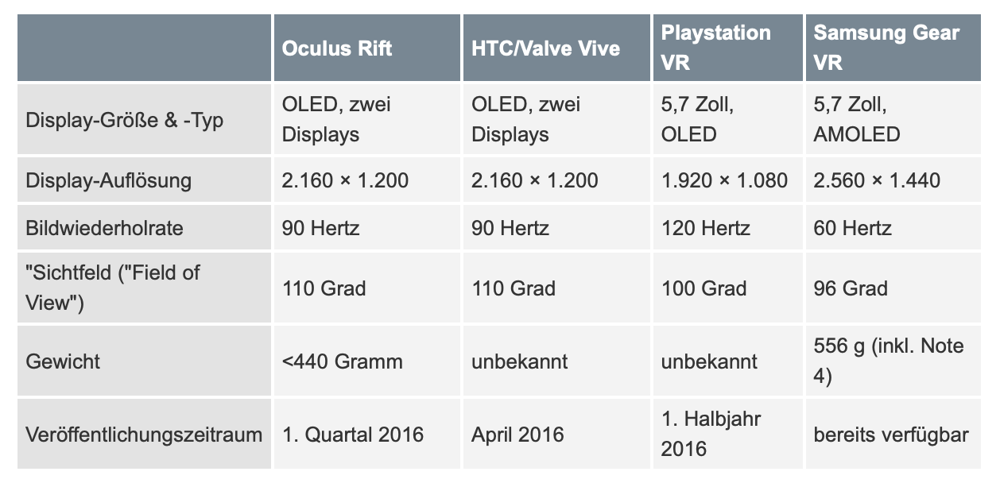 Oculus Rift
HTC/Valve Vive
Playstation
VR
Samsung Gear
VR
Display-Größe & -Typ
OLED, zwei
Displays
OLED, zwei
Displays
5,7 Zoll,
OLED
5,7 Zoll,
AMOLED
Display-Auflösung
2.160 × 1.200
2.160 × 1.200
1.920 × 1.080
2.560 × 1.440
Bildwiederholrate
90 Hertz
90 Hertz
120 Hertz
60 Hertz
"Sichtfeld ("Field of
View")
110 Grad
110 Grad
100 Grad
96 Grad
Gewicht
<440 Gramm
unbekannt
unbekannt
556 g (inkl. Note
4)
Veröffentlichungszeitraum
1. Quartal 2016
April 2016
1. Halbjahr
2016
bereits verfügbar